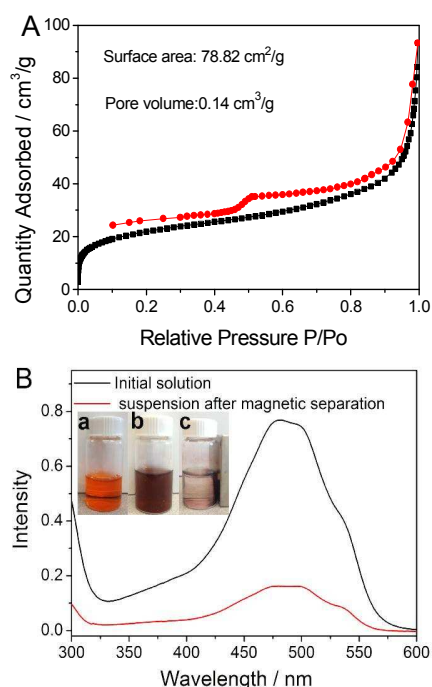 A
Surface area: 78.82 cm²/g
Pore volume:0.14 cm³/g
Quantity Adsorbed / cm³/g
100
80
60
40
20
0
0.0 0.2 0.4 0.6 0.8 1.0
Relative Pressure P/Po
B
Initial solution
suspension after magnetic separation
a b c
Intensity
0.8
0.4
0.2
0.0
300 350 400 450 500 550 600
Wavelength / nm